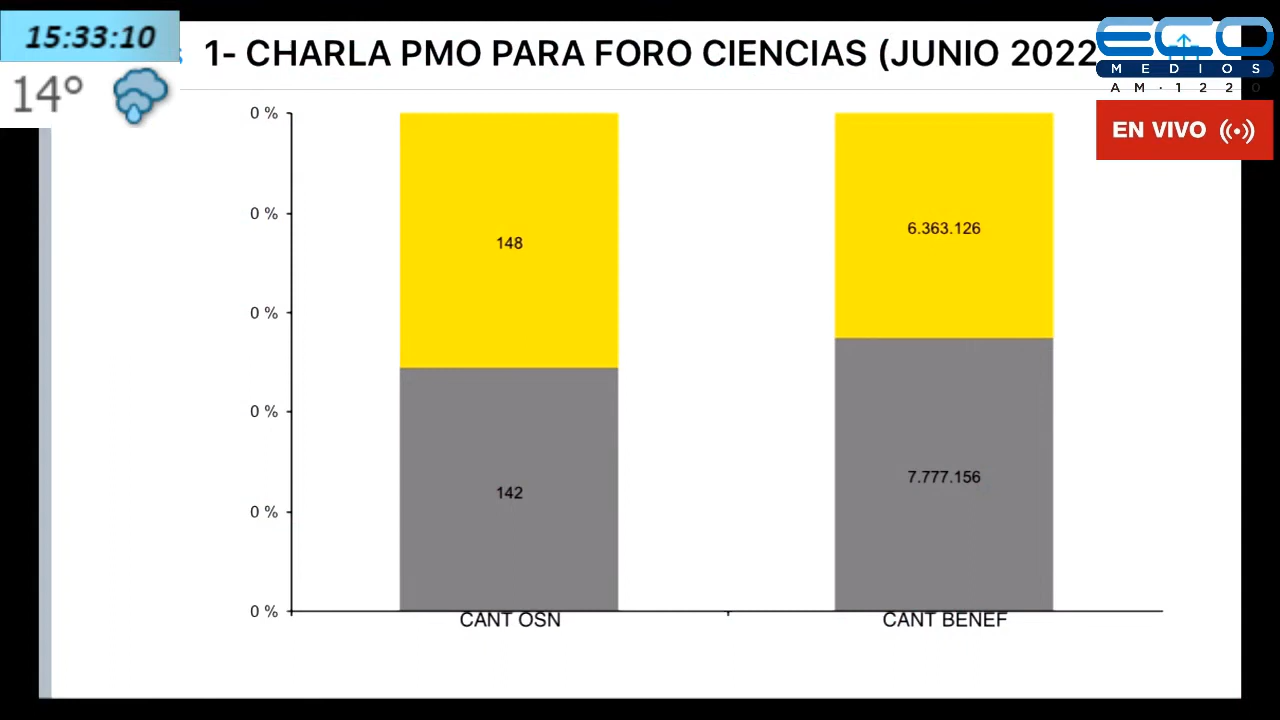 15:33:10
14°
1- CHARLA PMO PARA FORO CIENCIAS (JUNIO 2022
ECO
MEDIOS
AM·1220
EN VIVO
0 %
0 %
0 %
0 %
0 %
0 %
148
142
6.363.126
7.777.156
CANT OSN
CANT BENEF